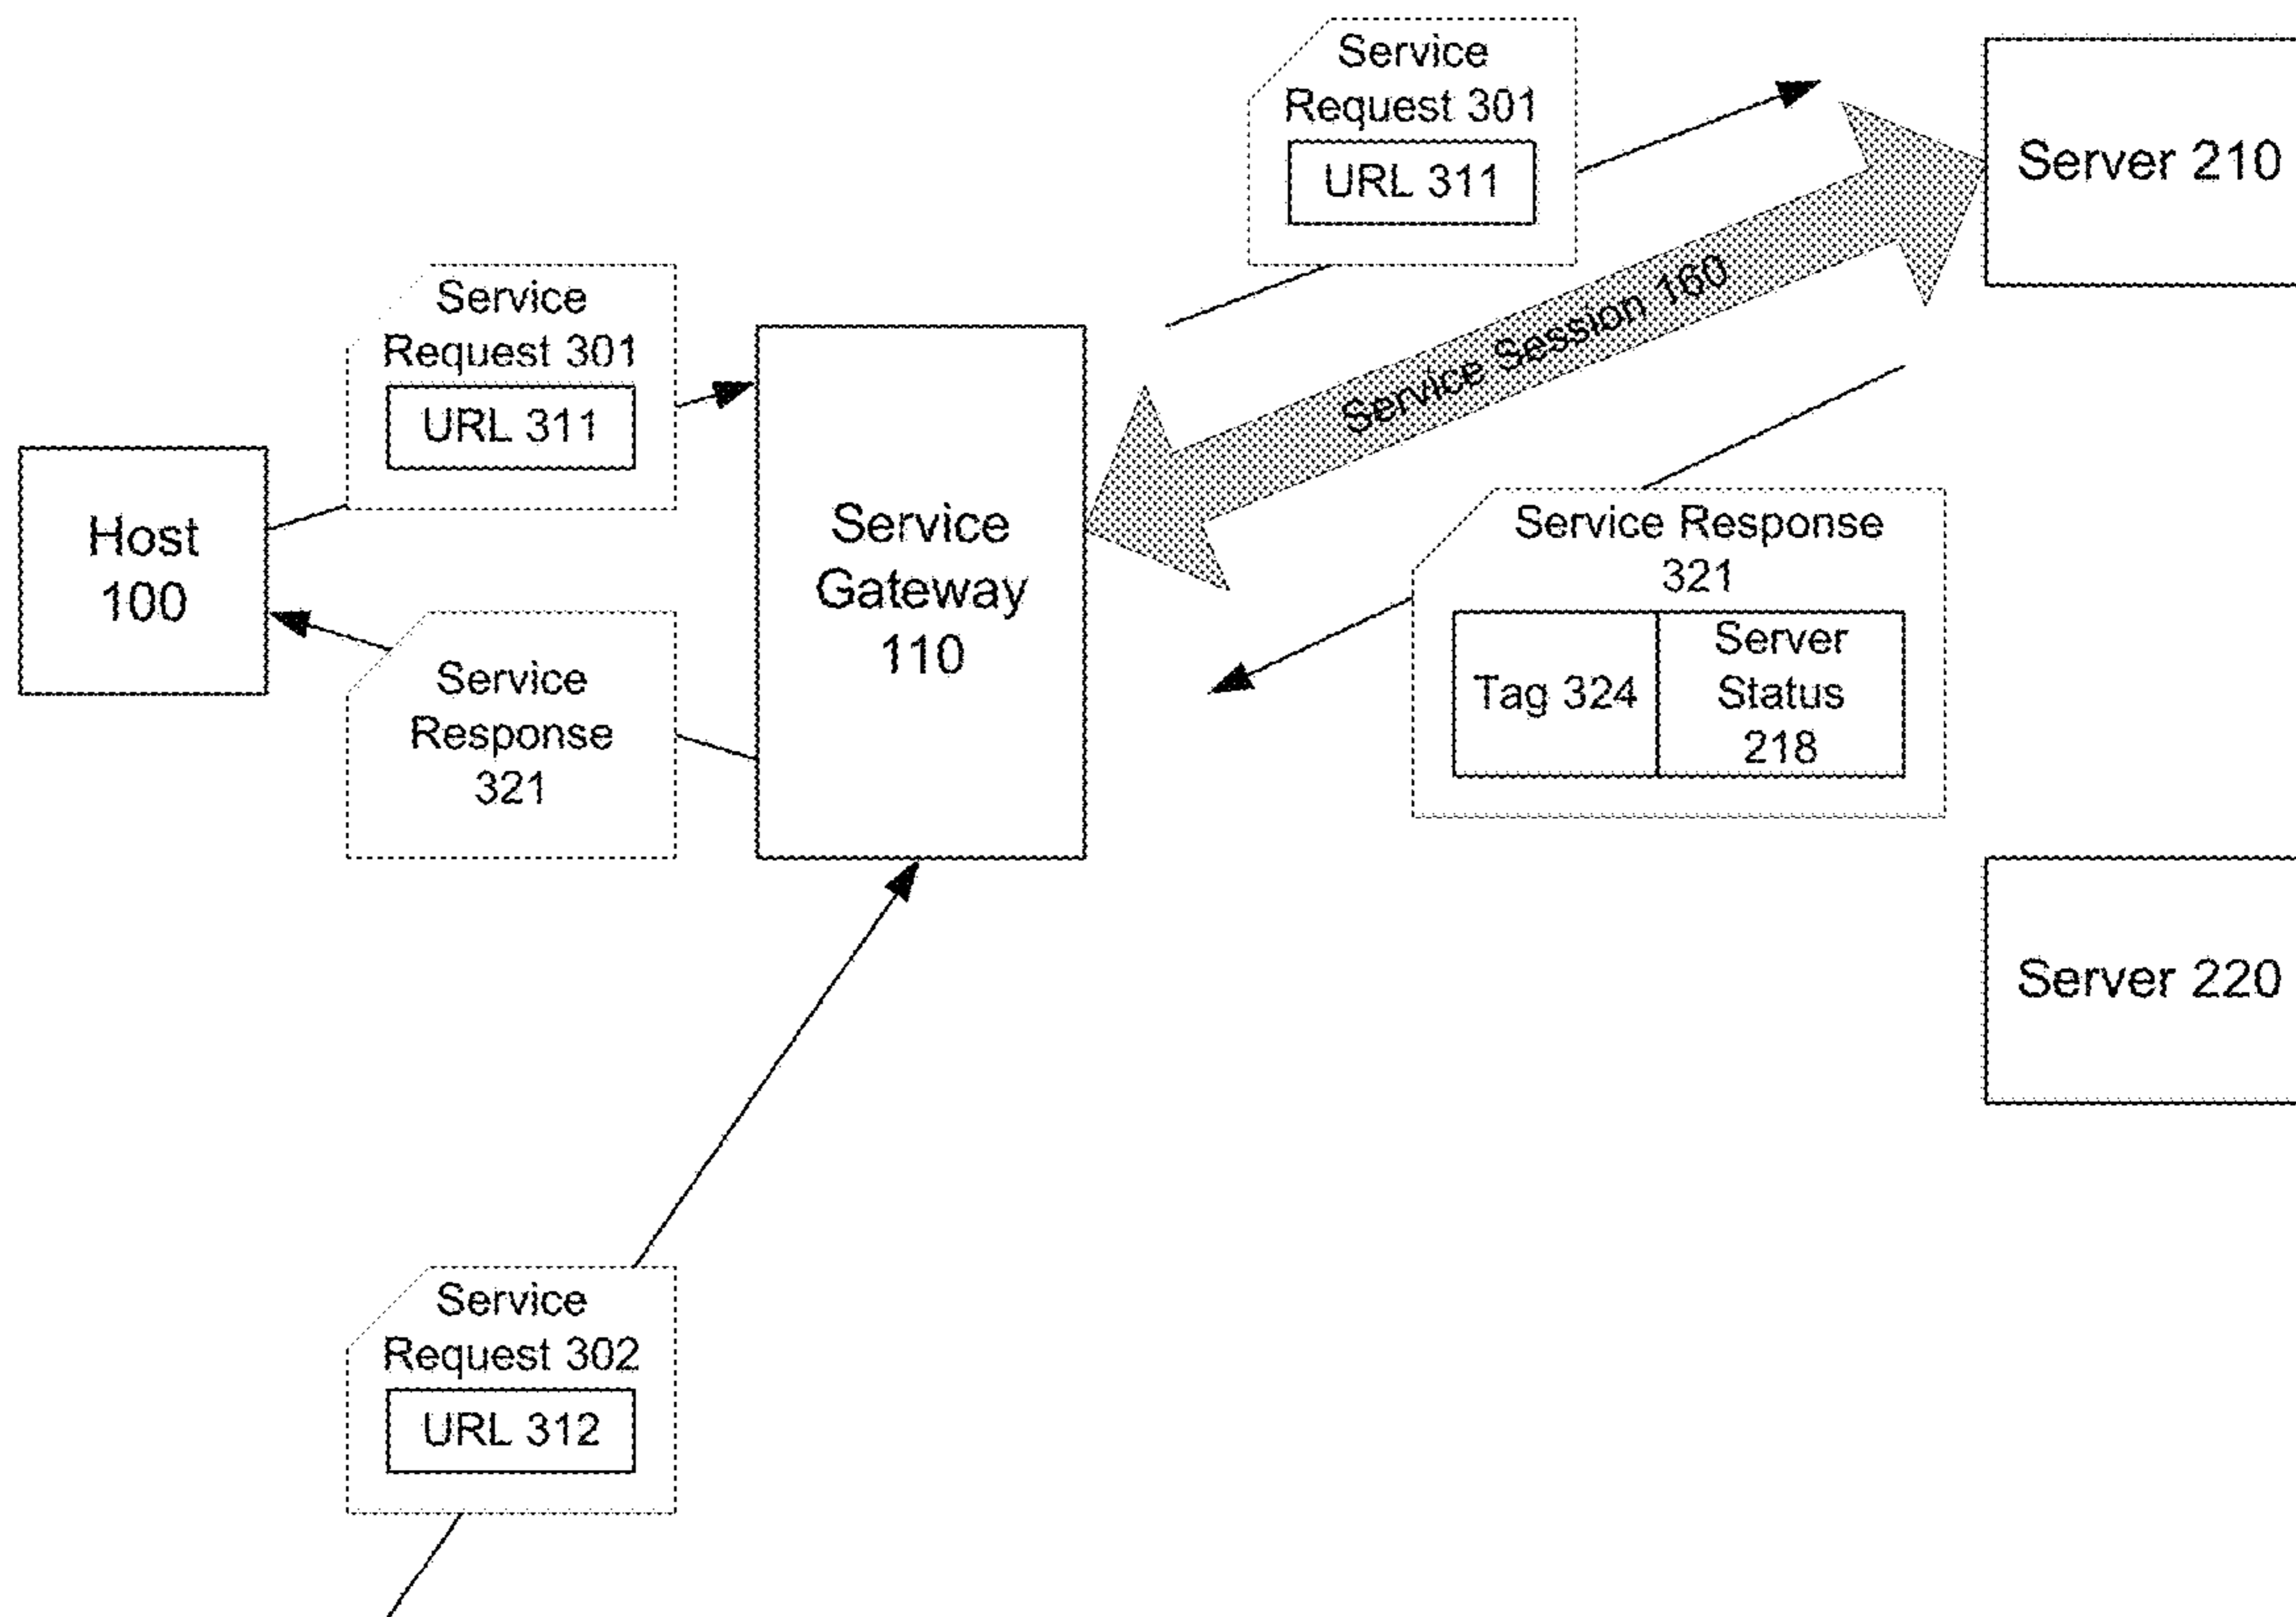 Service
Request 301
URL 311
Server 210
Service
Request 301
URL 311
Service Session 160
Host
100
Service
Gateway
110
Service Response
321
Tag 324
Server
Status
218
Service
Response
321
Server 220
Service
Request 302
URL 312